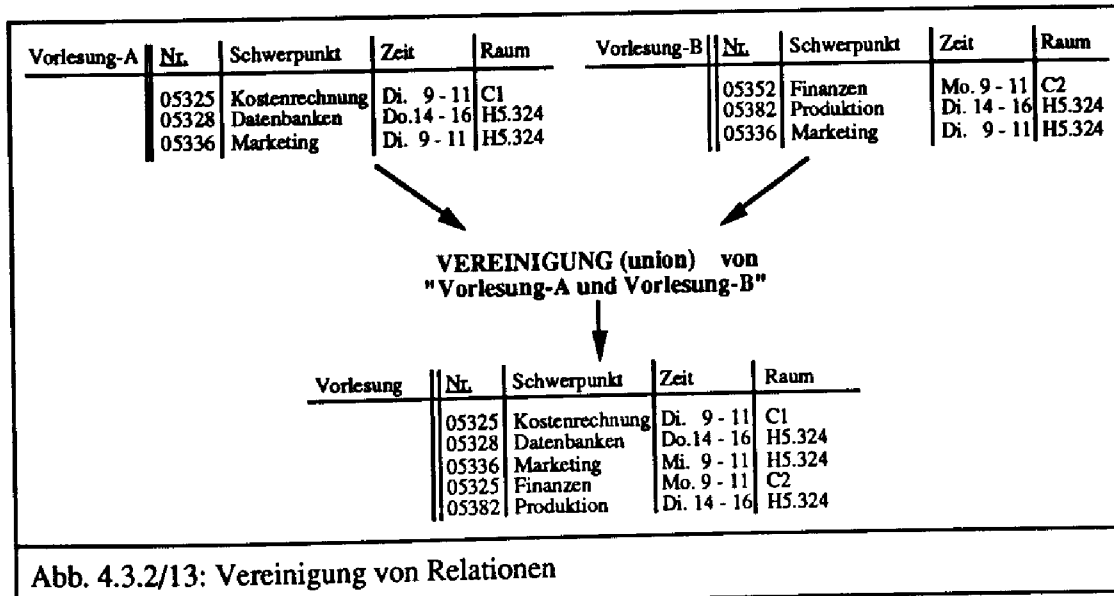 Vorlesung-A Nr. Schwerpunkt Zeit Raum
05325 Kostenrechnung Di. 9 - 11 C1
05328 Datenbanken Do.14 - 16 H5.324
05336 Marketing Di. 9 - 11 H5.324
Vorlesung-B Nr. Schwerpunkt Zeit Raum
05352 Finanzen Mo. 9 - 11 C2
05382 Produktion Di. 14 - 16 H5.324
05336 Marketing Di. 9 - 11 H5.324
VEREINIGUNG (union) von
"Vorlesung-A und Vorlesung-B"
Vorlesung Nr. Schwerpunkt Zeit Raum
05325 Kostenrechnung Di. 9 - 11 C1
05328 Datenbanken Do.14 - 16 H5.324
05336 Marketing Mi. 9 - 11 H5.324
05325 Finanzen Mo. 9 - 11 C2
05382 Produktion Di. 14 - 16 H5.324
Abb. 4.3.2/13: Vereinigung von Relationen